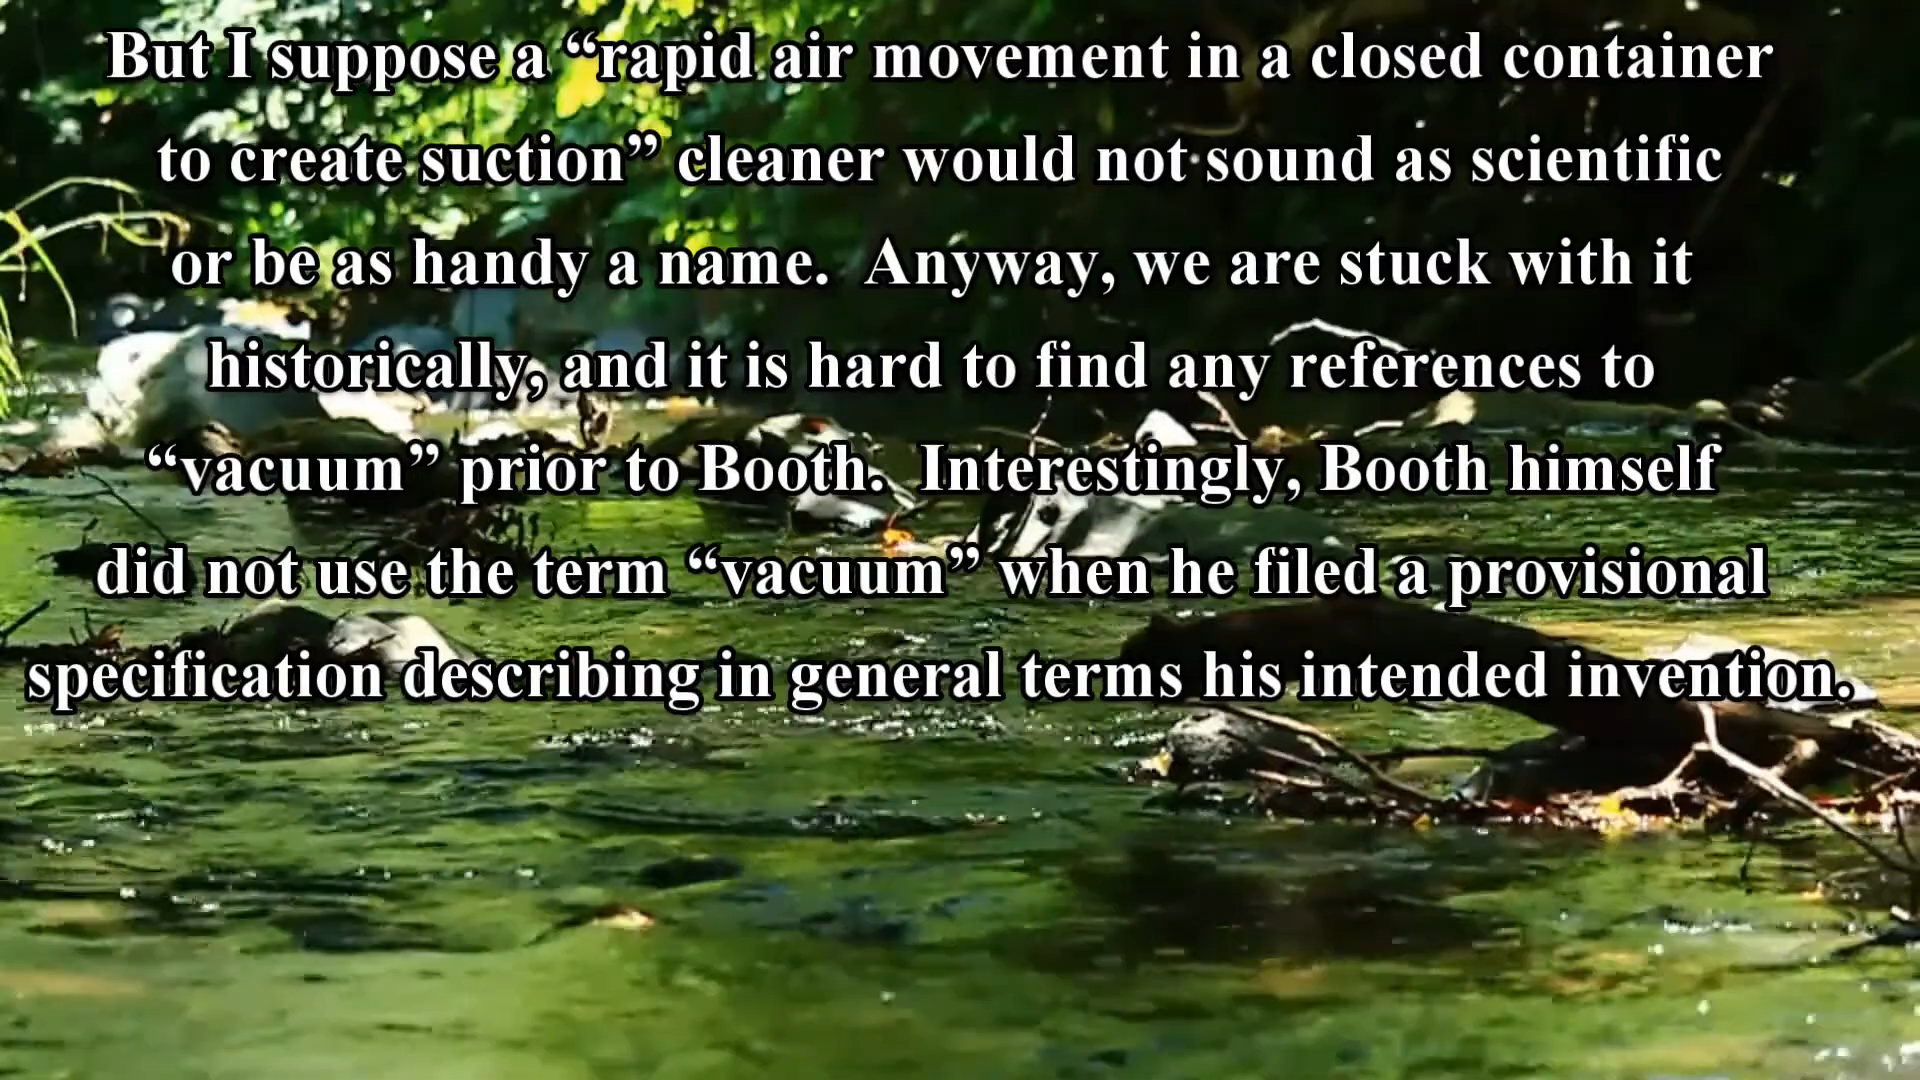 But I suppose a “rapid air movement in a closed container
to create suction” cleaner would not sound as scientific
or be as handy a name.  Anyway, we are stuck with it
historically, and it is hard to find any references to
“vacuum” prior to Booth.  Interestingly, Booth himself
did not use the term “vacuum” when he filed a provisional
specification describing in general terms his intended invention.